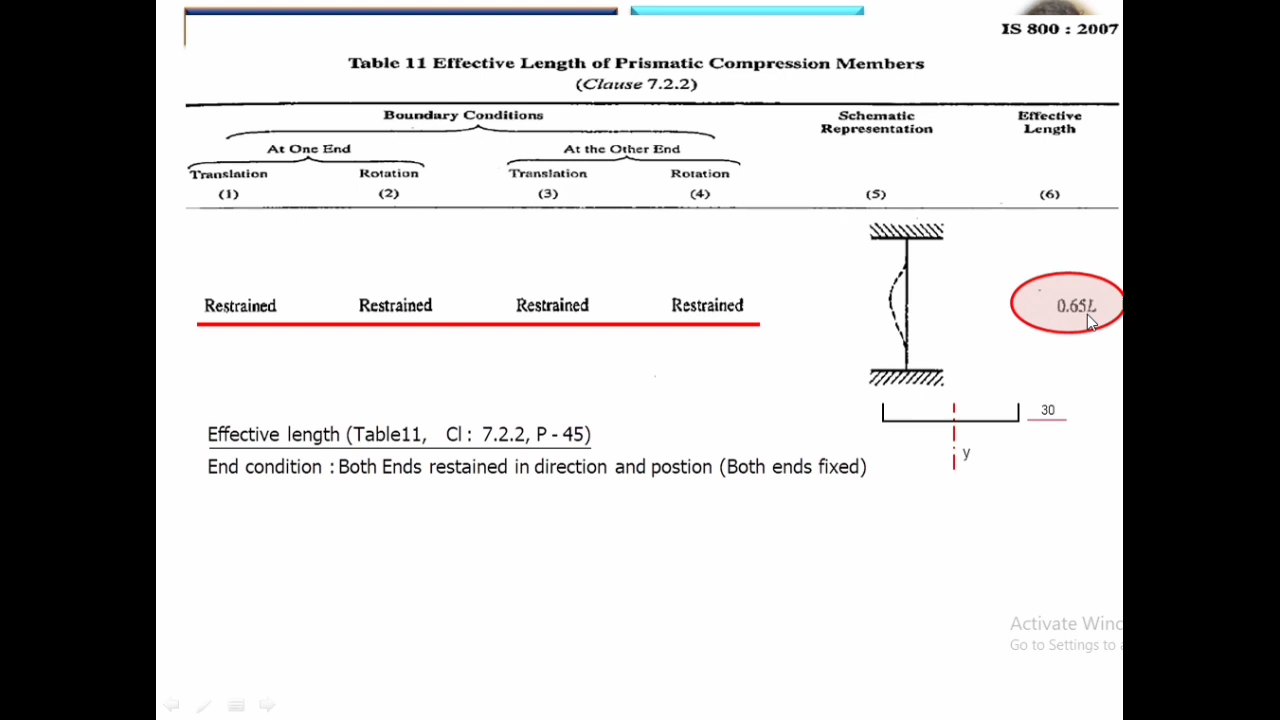 IS 800 : 2007
Table 11 Effective Length of Prismatic Compression Members
(Clause 7.2.2)
Boundary Conditions
Schematic Representation
Effective Length
At One End
At the Other End
Translation
Rotation
Translation
Rotation
(1)
(2)
(3)
(4)
(5)
(6)
Restrained
Restrained
Restrained
Restrained
0.65L
30
Effective length (Table11, Cl : 7.2.2, P - 45)
y
End condition : Both Ends restained in direction and postion (Both ends fixed)
Activate Wind
Go to Settings to a